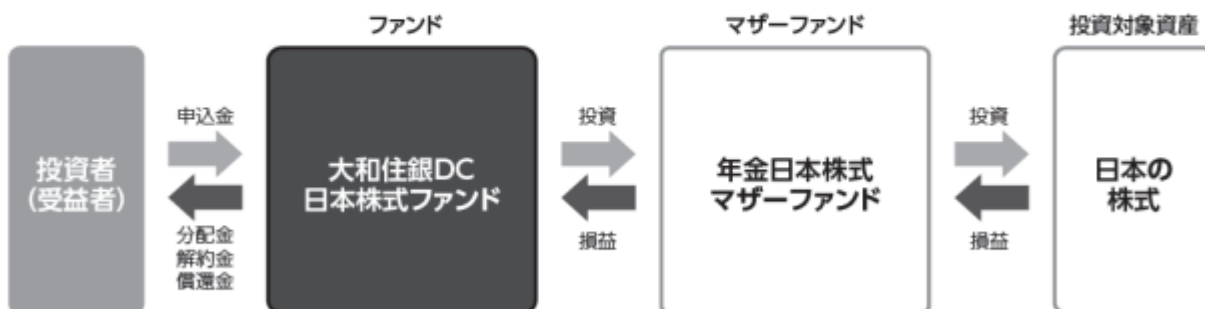 ファンド
マザーファンド
投資対象資産
投資者
(受益者)
申込金
分配金
解約金
償還金
大和住銀DC
日本株式ファンド
投資
損益
年金日本株式
マザーファンド
投資
損益
日本の
株式